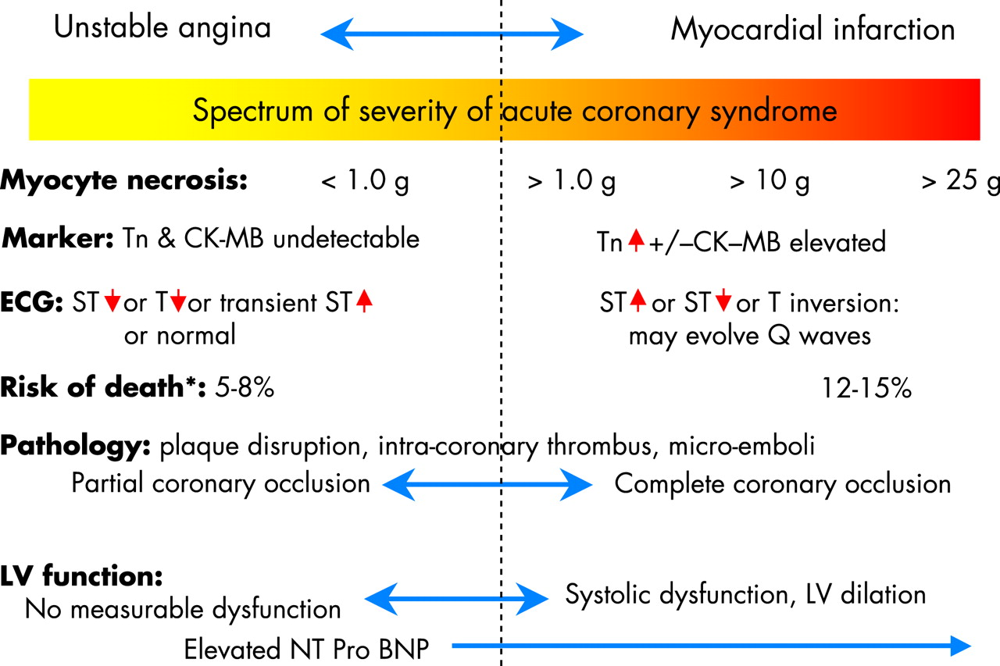 Unstable angina Myocardial infarction
Spectrum of severity of acute coronary syndrome
Myocyte necrosis: < 1.0 g > 1.0 g > 10 g > 25 g
Marker: Tn & CK-MB undetectable Tn ↑ +/–CK–MB elevated
ECG: ST ↓ or T ↓ or transient ST ↑ ST ↑ or ST ↓ or T inversion:
or normal may evolve Q waves
Risk of death*: 5-8% 12-15%
Pathology: plaque disruption, intra-coronary thrombus, micro-emboli
Partial coronary occlusion Complete coronary occlusion
LV function:
No measurable dysfunction Systolic dysfunction, LV dilation
Elevated NT Pro BNP